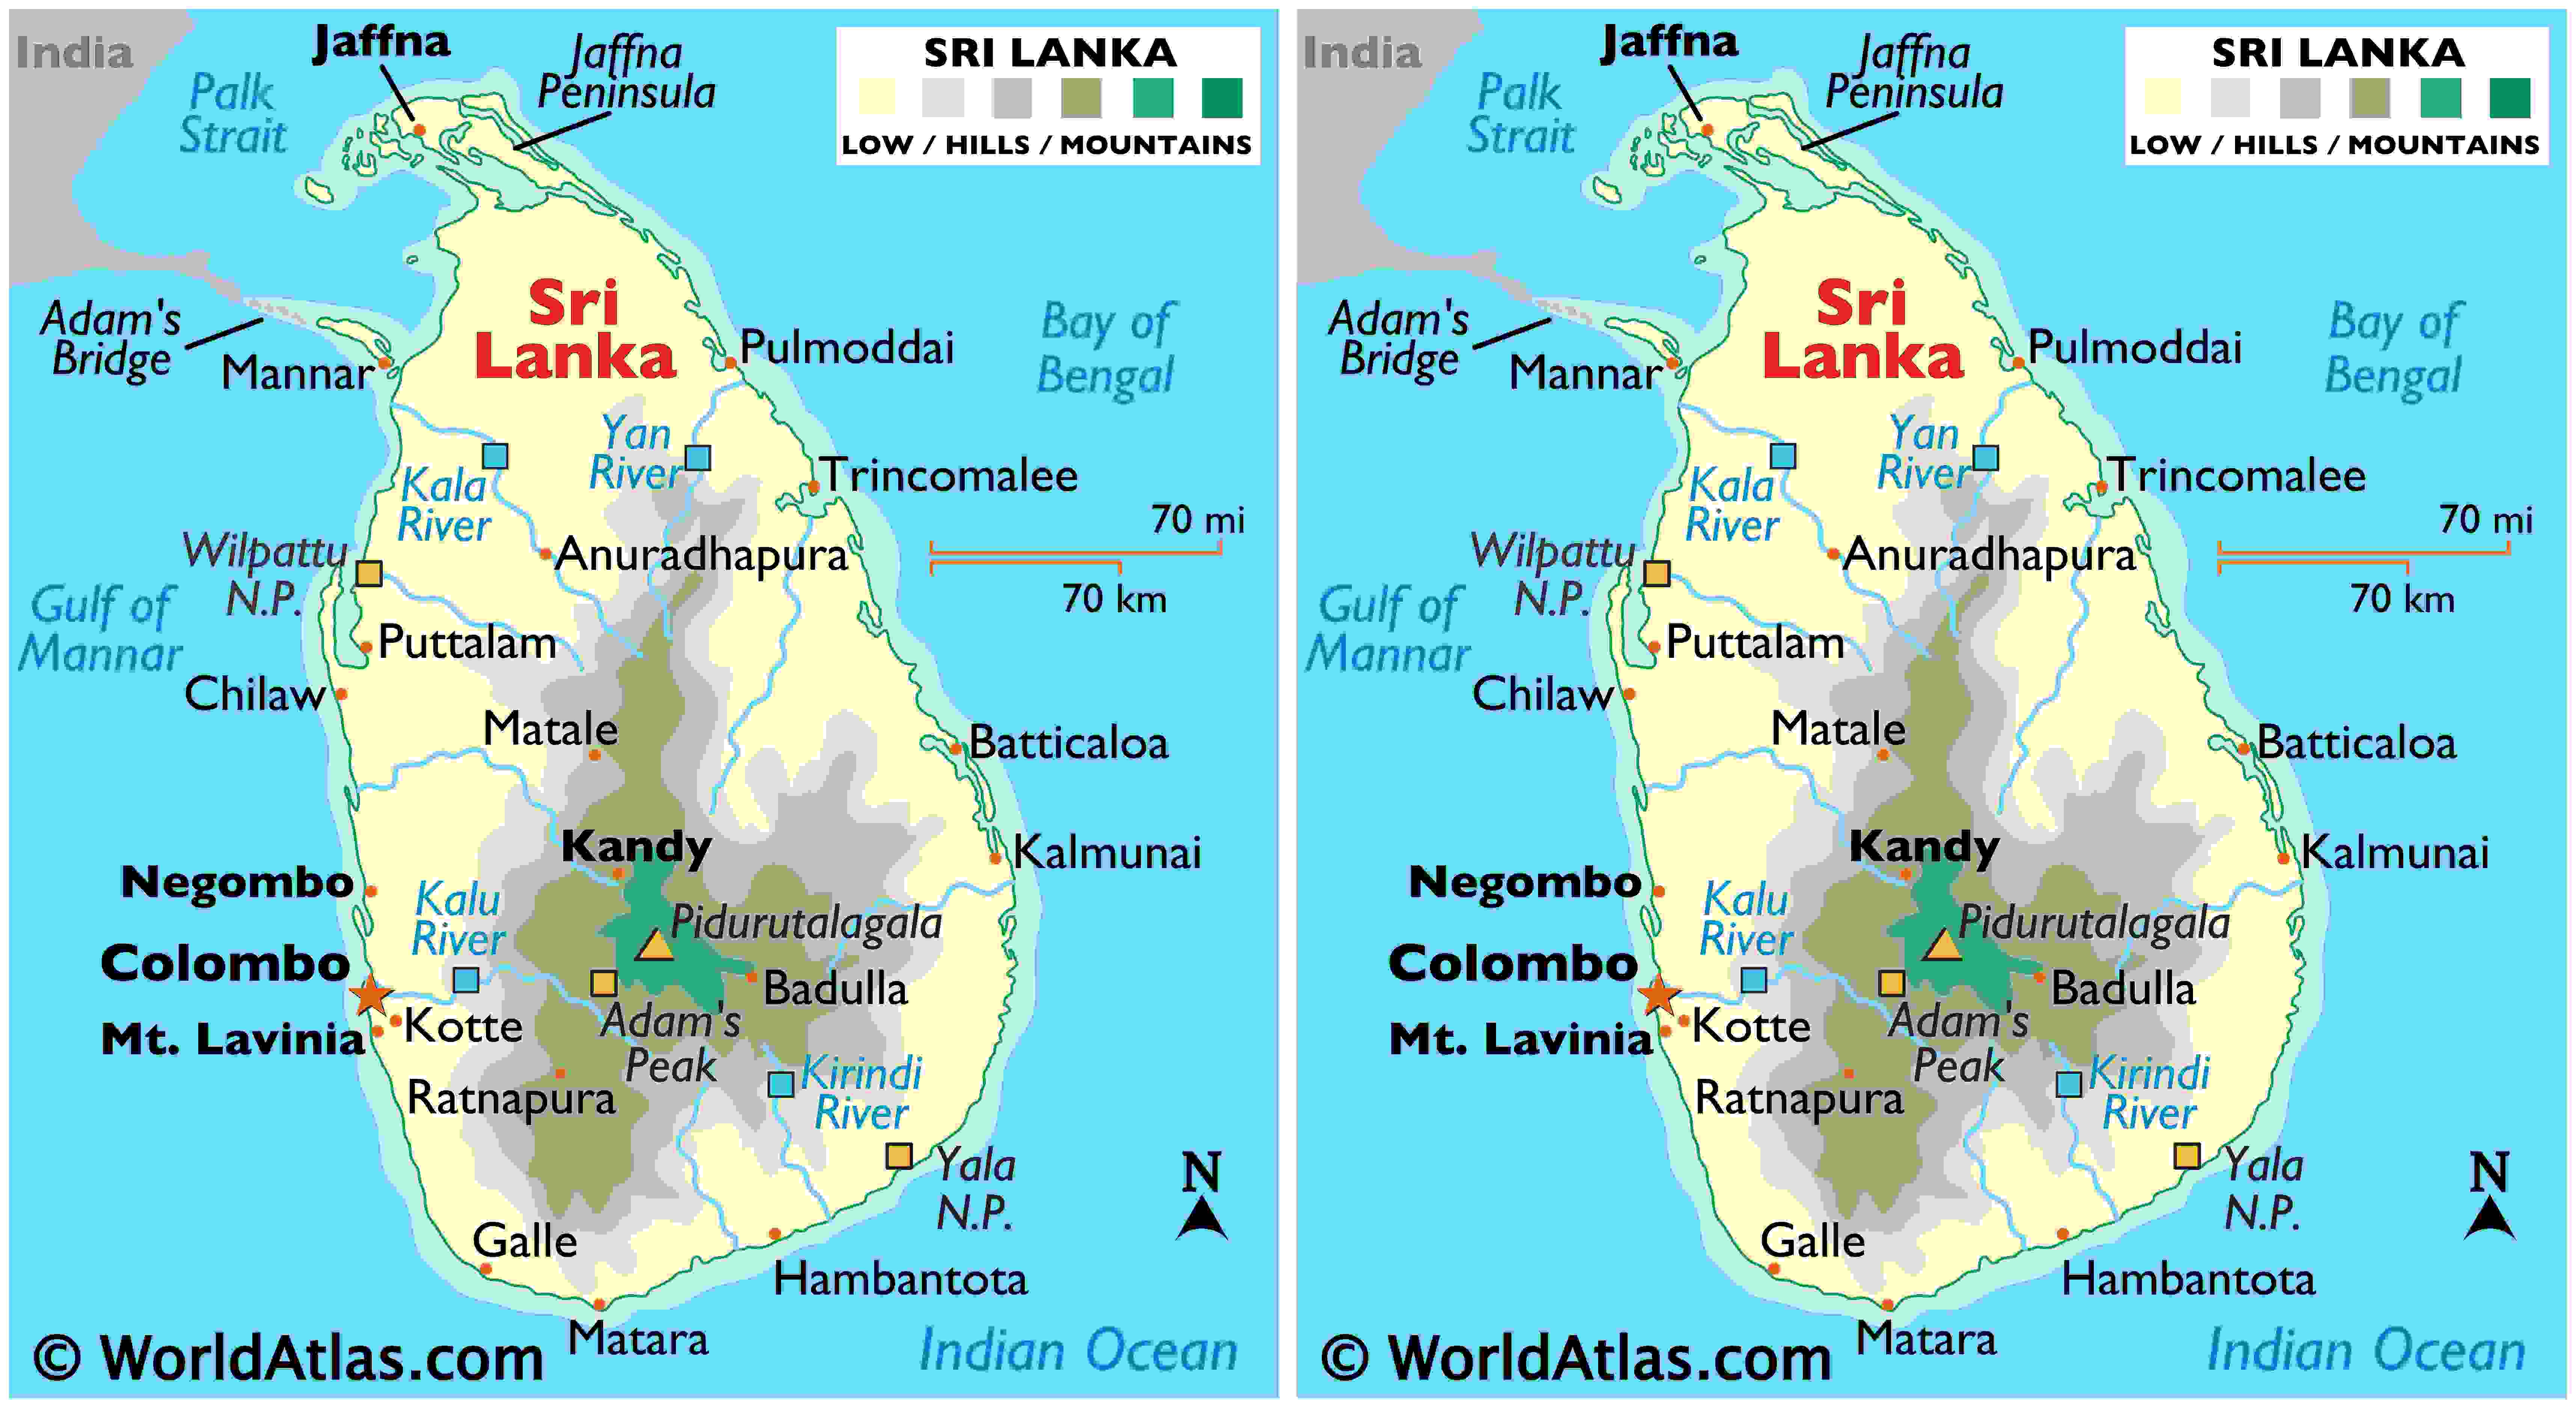 India
Jaffna
Jaffna
Peninsula
Palk
Strait
SRI LANKA
LOW / HILLS / MOUNTAINS
Adam's
Bridge
Mannar
Sri
Lanka
Pulmoddai
Bay of
Bengal
Yan
River
Kala
River
Trincomalee
70 mi
70 km
Wilpattu
N.P.
Anuradhapura
Gulf of
Mannar
Puttalam
Chilaw
Matale
Batticaloa
Kandy
Kalmunai
Negombo
Kalu
River
Pidurutalagala
Colombo
Badulla
Kotte
Mt. Lavinia
Adam's
Peak
Kirindi
River
Ratnapura
Yala
N.P.
N
Galle
Hambantota
Matara
Indian Ocean
© WorldAtlas.com
India
Jaffna
Jaffna
Peninsula
Palk
Strait
SRI LANKA
LOW / HILLS / MOUNTAINS
Adam's
Bridge
Mannar
Sri
Lanka
Pulmoddai
Bay of
Bengal
Yan
River
Kala
River
Trincomalee
70 mi
70 km
Wilpattu
N.P.
Anuradhapura
Gulf of
Mannar
Puttalam
Chilaw
Matale
Batticaloa
Kandy
Kalmunai
Negombo
Kalu
River
Pidurutalagala
Colombo
Badulla
Kotte
Mt. Lavinia
Adam's
Peak
Kirindi
River
Ratnapura
Yala
N.P.
N
Galle
Hambantota
Matara
Indian Ocean
© WorldAtlas.com